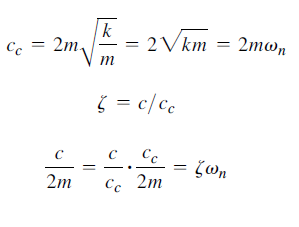 c_c = 2m√(k/m) = 2√km = 2mω_n
ζ = c/c_c
c/2m = c/c_c · c_c/2m = ζω_n